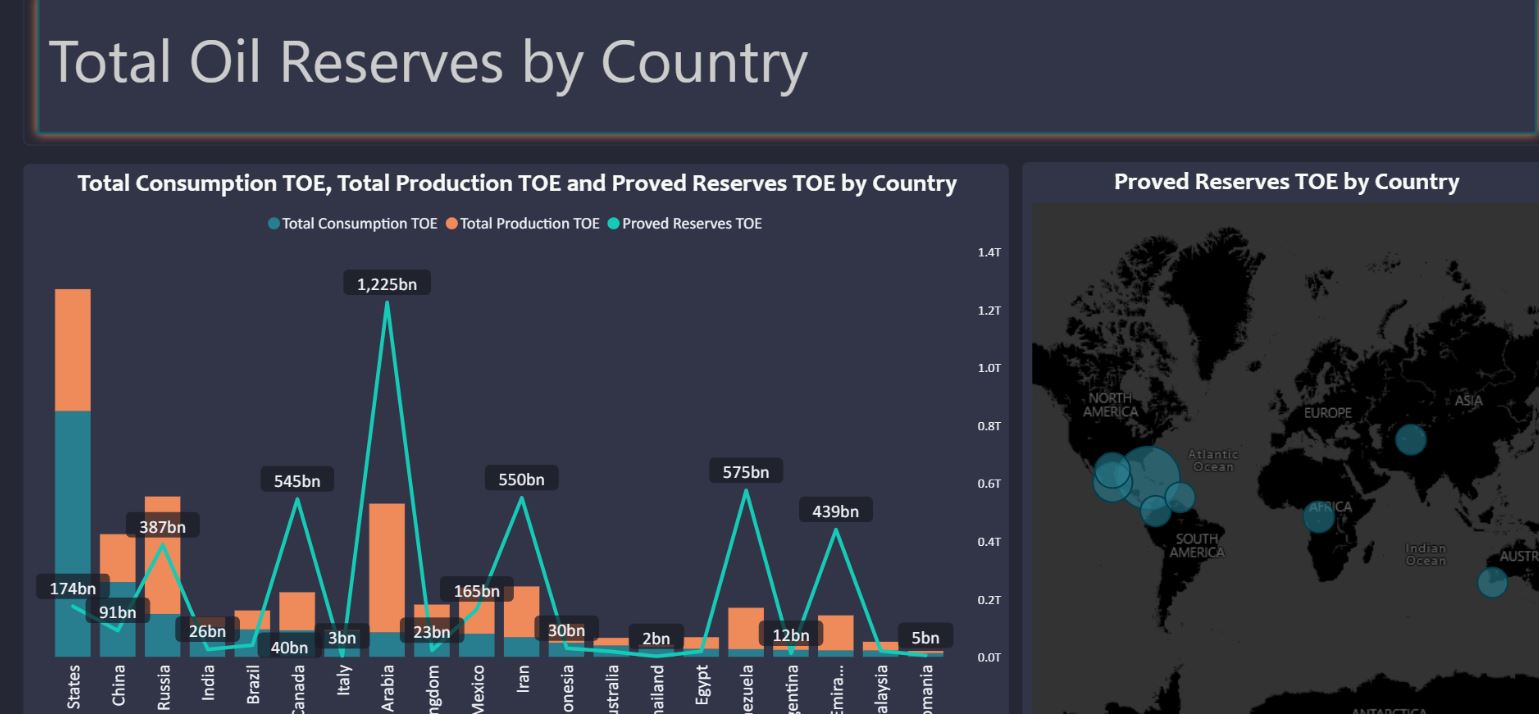 Total Oil Reserves by Country
Total Consumption TOE, Total Production TOE and Proved Reserves TOE by Country
Total Consumption TOE Total Production TOE Proved Reserves TOE
1.4T
1.2T
1.0T
0.8T
0.6T
0.4T
0.2T
0.0T
1,225bn
545bn
550bn
575bn
387bn
439bn
174bn
91bn
26bn
40bn
3bn
23bn
165bn
30bn
2bn
12bn
5bn
States
China
Russia
India
Brazil
Canada
Italy
Arabia
ngdom
Mexico
Iran
onesia
ustralia
hailand
Egypt
nezuela
gentina
Emira...
alaysia
omania
Proved Reserves TOE by Country
NORTH
AMERICA
EUROPE
ASIA
Atlantic
Ocean
AFRICA
SOUTH
AMERICA
Indian
Ocean
AUSTR
ANTARCTICA